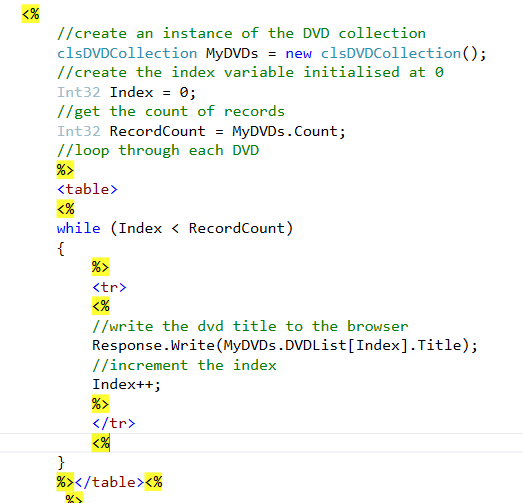 <%
//create an instance of the DVD collection
clsDVDCollection MyDVDs = new clsDVDCollection();
//create the index variable initialised at 0
Int32 Index = 0;
//get the count of records
Int32 RecordCount = MyDVDs.Count;
//loop through each DVD
%>
<table>
<%
while (Index < RecordCount)
{
%>
<tr>
<%
//write the dvd title to the browser
Response.Write(MyDVDs.DVDList[Index].Title);
//increment the index
Index++;
%>
</tr>
<%
}
%></table><%
%>